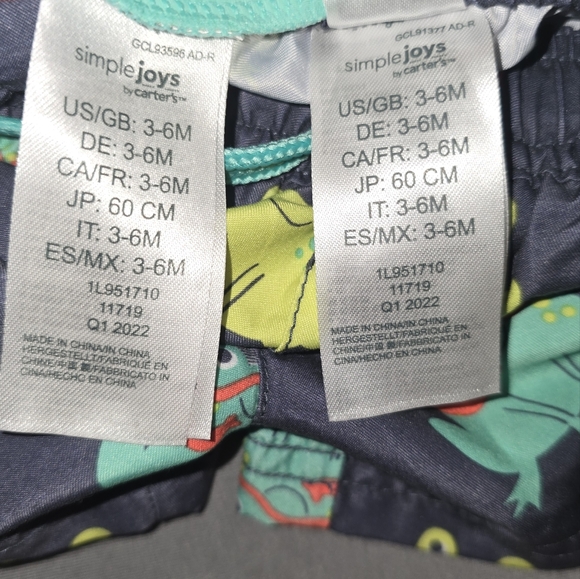 GCL93596 AD-R
simple joys
by carter's™
US/GB: 3-6M
DE: 3-6M
CA/FR: 3-6M
JP: 60 CM
IT: 3-6M
ES/MX: 3-6M
1L951710
11719
Q1 2022
MADE IN CHINA/IN CHINA
HERGESTELLT/FABRIQUÉ EN
CHINE/中国 製/FABBRICATO IN
CINA/HECHO EN CHINA
GCL91377 AD-R
simple joys
by carter's™
US/GB: 3-6M
DE: 3-6M
CA/FR: 3-6M
JP: 60 CM
IT: 3-6M
ES/MX: 3-6M
1L951710
11719
Q1 2022
MADE IN CHINA/IN CHINA
HERGESTELLT/FABRIQUÉ EN
CHINE/中国 製/FABBRICATO IN
CINA/HECHO EN CHINA